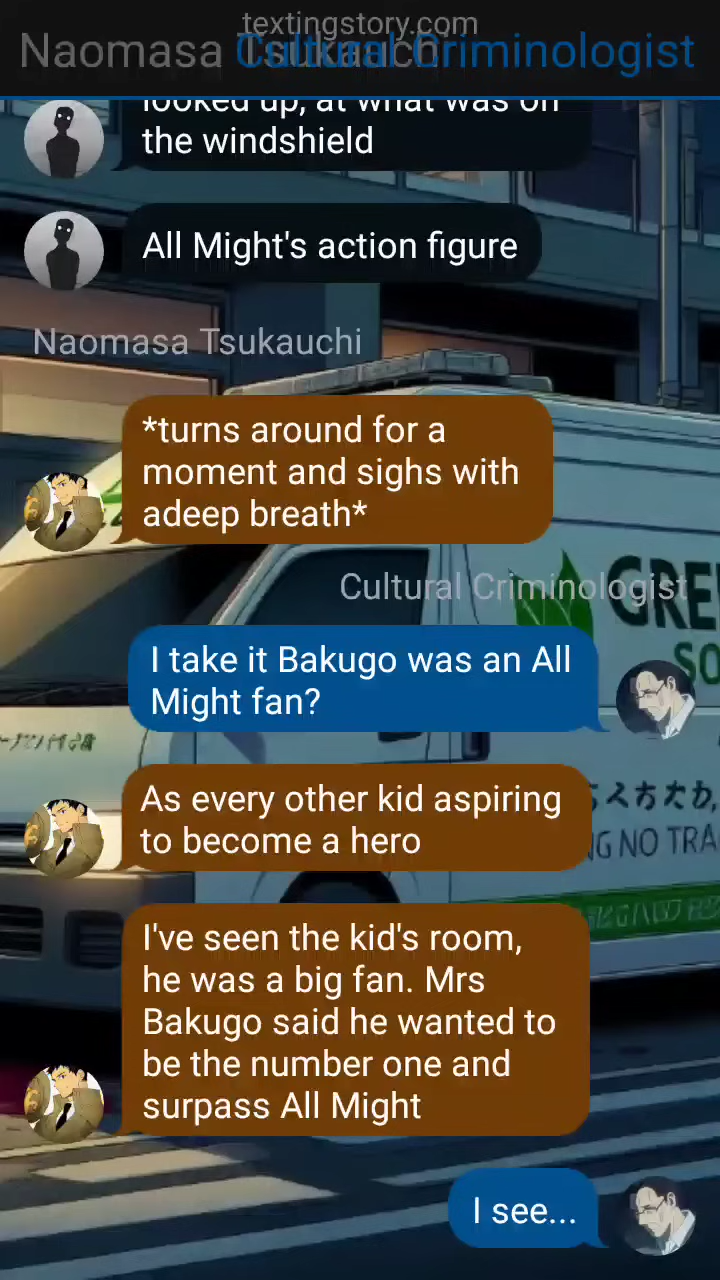 textingstory.com
Naomasa Tsukauchi
Cultural Criminologist
looked up, at what was on
the windshield
All Might's action figure
Naomasa Tsukauchi
*turns around for a
moment and sighs with
adeep breath*
Cultural Criminologist
GRE
SO
I take it Bakugo was an All
Might fan?
As every other kid aspiring
to become a hero
NG NO TRA
I've seen the kid's room,
he was a big fan. Mrs
Bakugo said he wanted to
be the number one and
surpass All Might
I see...